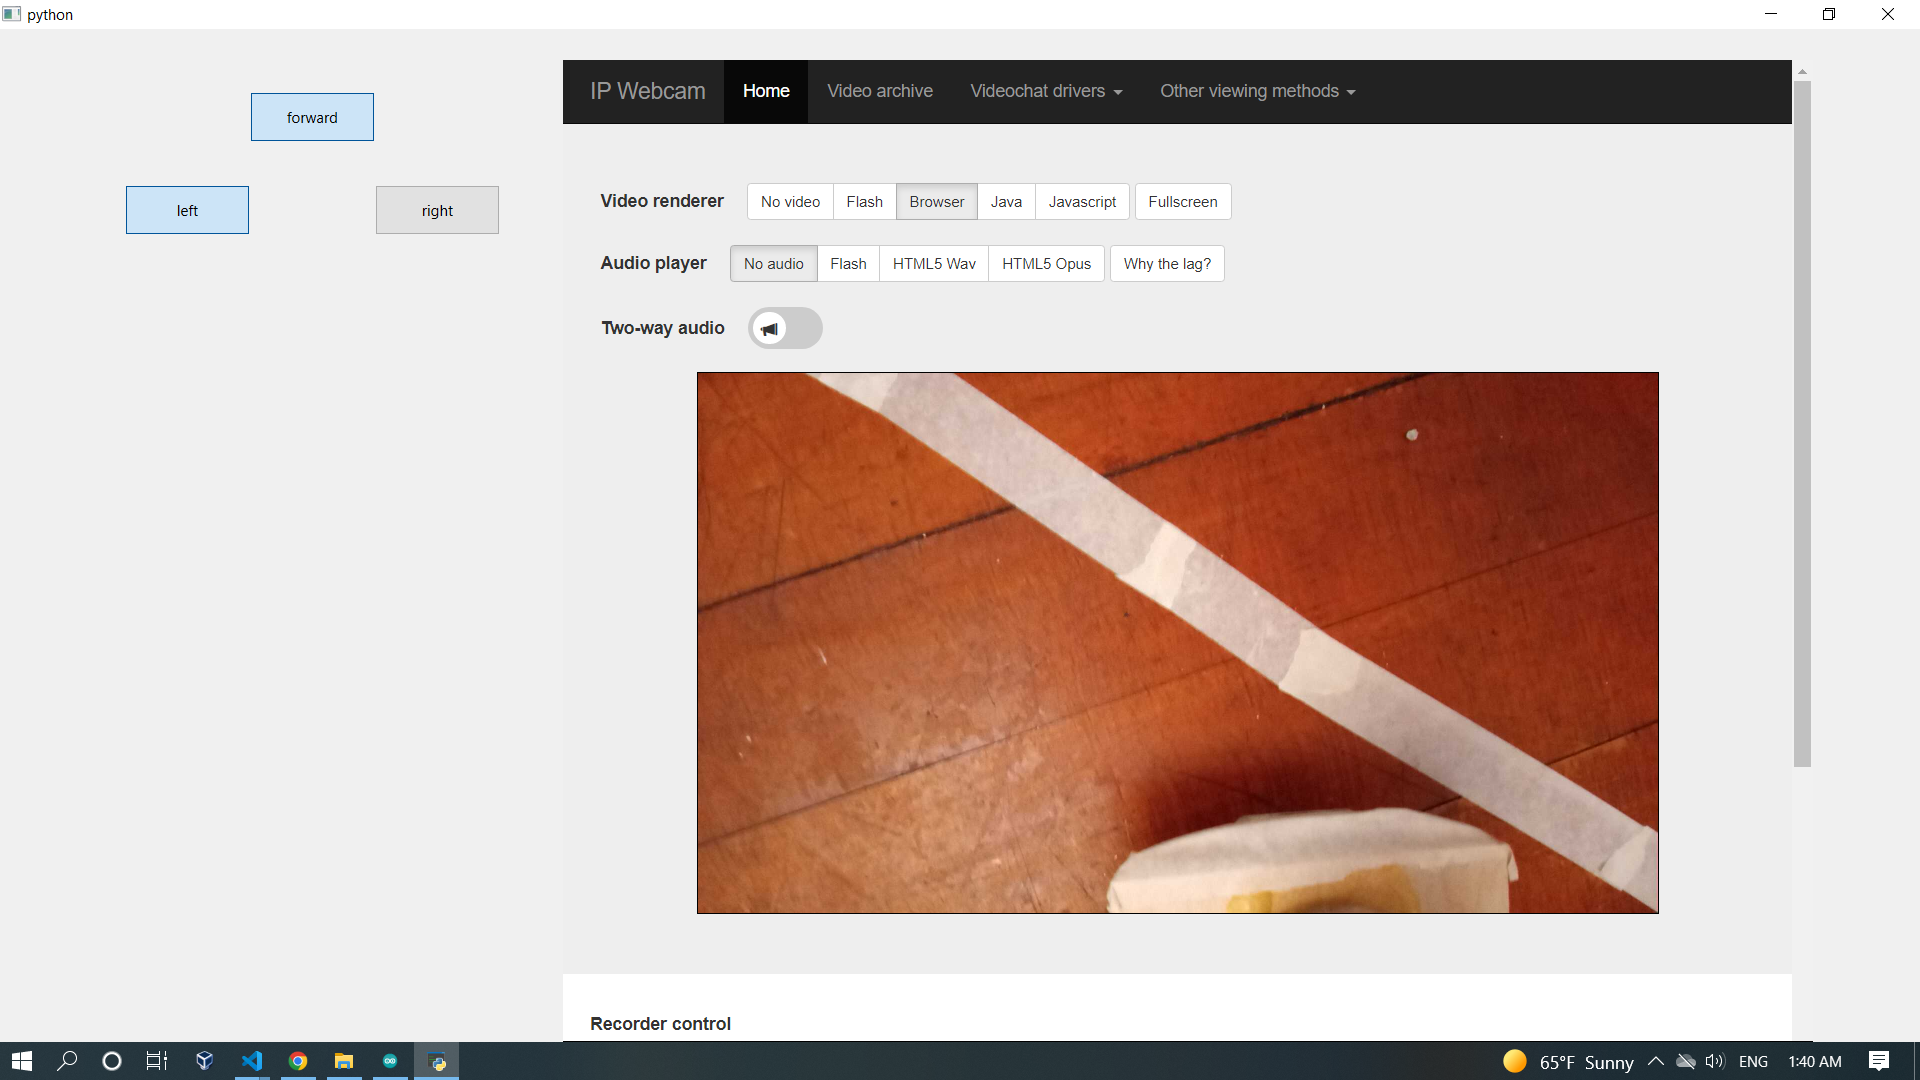 python
forward
left
right
IP Webcam Home Video archive Videochat drivers Other viewing methods
Video renderer No video Flash Browser Java Javascript Fullscreen
Audio player No audio Flash HTML5 Wav HTML5 Opus Why the lag?
Two-way audio
Recorder control
65°F Sunny ENG 1:40 AM